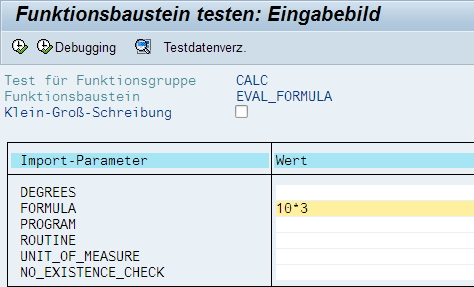 Funktionsbaustein testen: Eingabebild
Debugging Testdatenverz.
Test für Funktionsgruppe CALC
Funktionsbaustein EVAL_FORMULA
Klein-Groß-Schreibung
Import-Parameter Wert
DEGREES
FORMULA 10*3
PROGRAM
ROUTINE
UNIT_OF_MEASURE
NO_EXISTENCE_CHECK